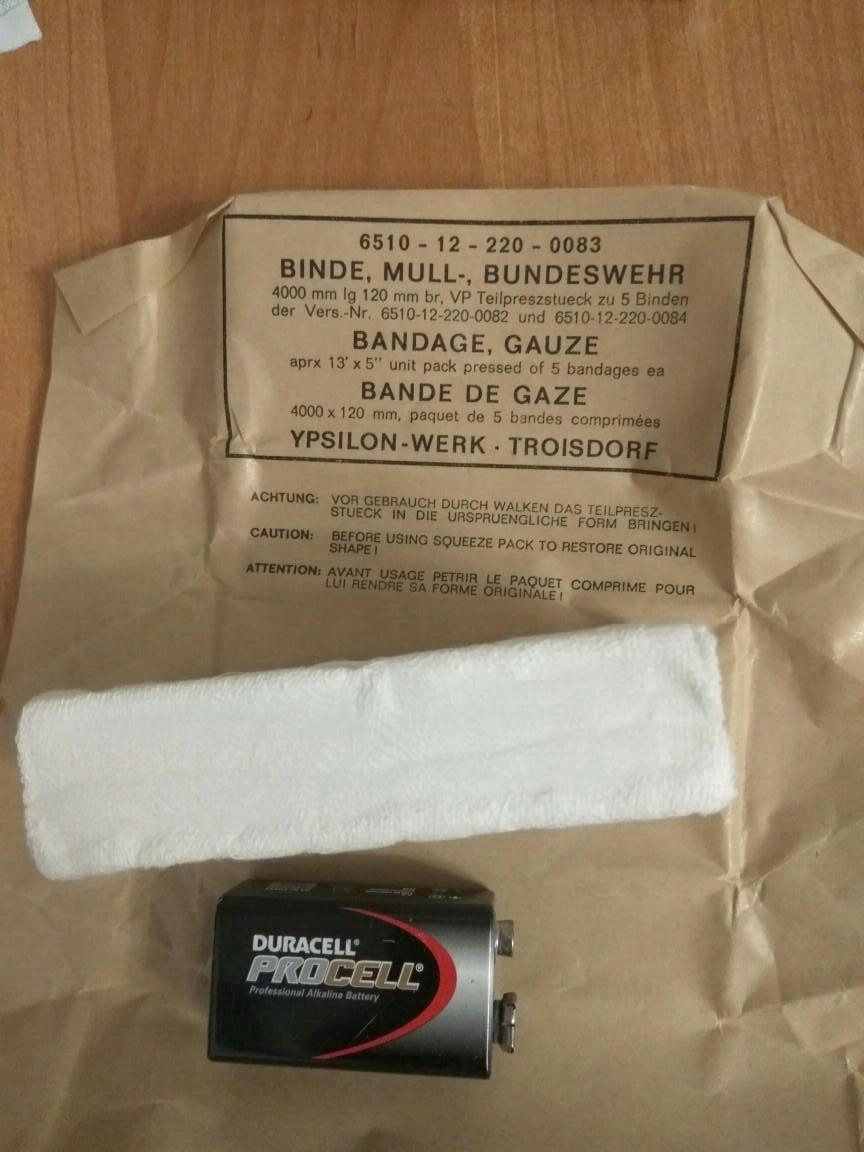 6510 - 12 - 220 - 0083
BINDE, MULL-, BUNDESWEHR
4000 mm lg 120 mm br, VP Teilpreszstueck zu 5 Binden
der Vers.-Nr. 6510-12-220-0082 und 6510-12-220-0084
BANDAGE, GAUZE
aprx 13' x 5'' unit pack pressed of 5 bandages ea
BANDE DE GAZE
4000 x 120 mm, paquet de 5 bandes comprimées
YPSILON-WERK · TROISDORF
ACHTUNG: VOR GEBRAUCH DURCH WALKEN DAS TEILPRESZ-
STUECK IN DIE URSPRUENGLICHE FORM BRINGEN!
CAUTION: BEFORE USING SQUEEZE PACK TO RESTORE ORIGINAL
SHAPE!
ATTENTION: AVANT USAGE PETRIR LE PAQUET COMPRIME POUR
LUI RENDRE SA FORME ORIGINALE!
DURACELL®
PROCELL®
Professional Alkaline Battery